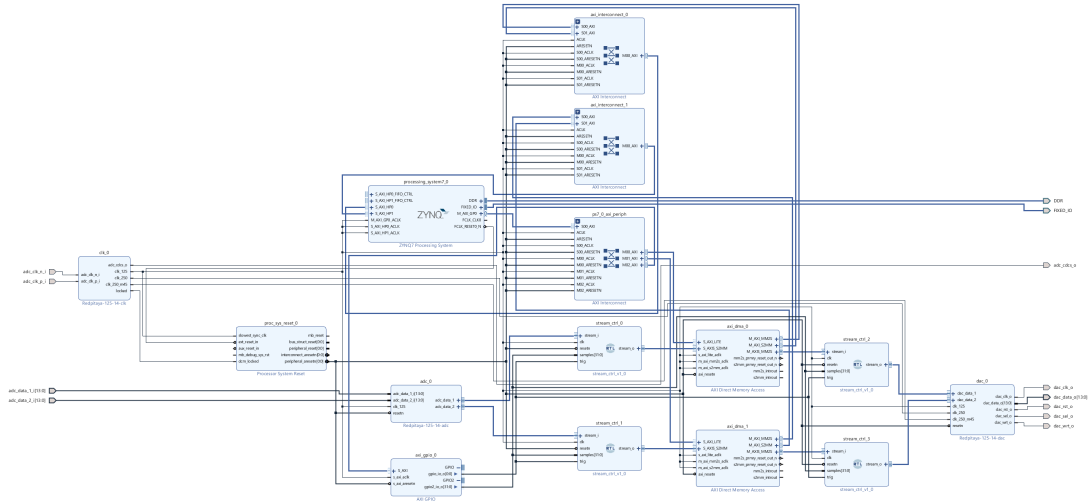 axi_interconnect_0
S00_AXI
S01_AXI
ACLK
ARESETN
S00_ACLK
S00_ARESETN
M00_ACLK
M00_ARESETN
S01_ACLK
S01_ARESETN
M00_AXI
AXI Interconnect
axi_interconnect_1
S00_AXI
S01_AXI
ACLK
ARESETN
S00_ACLK
S00_ARESETN
M00_ACLK
M00_ARESETN
S01_ACLK
S01_ARESETN
M00_AXI
AXI Interconnect
processing_system7_0
S_AXI_HP0_FIFO_CTRL
S_AXI_HP1_FIFO_CTRL
S_AXI_HP0
S_AXI_HP1
M_AXI_GP0_ACLK
S_AXI_HP0_ACLK
S_AXI_HP1_ACLK
ZYNQ
DDR
FIXED_IO
M_AXI_GP0
FCLK_CLK0
FCLK_RESET0_N
ZYNQ7 Processing System
DDR
FIXED_IO
ps7_0_axi_periph
S00_AXI
ACLK
ARESETN
S00_ACLK
S00_ARESETN
M00_ACLK
M00_ARESETN
M01_ACLK
M01_ARESETN
M02_ACLK
M02_ARESETN
M00_AXI
M01_AXI
M02_AXI
AXI Interconnect
clk_0
adc_clk_n_i
adc_clk_p_i
adc_clk_n_i
adc_clk_p_i
adc_cdcs_o
clk_125
clk_250
clk_250_n45
locked
Redpitaya-125-14-clk
adc_cdcs_o
proc_sys_reset_0
slowest_sync_clk
ext_reset_in
aux_reset_in
mb_debug_sys_rst
dcm_locked
mb_reset
bus_struct_reset[0:0]
peripheral_reset[0:0]
interconnect_aresetn[0:0]
peripheral_aresetn[0:0]
Processor System Reset
adc_data_1_i[13:0]
adc_data_2_i[13:0]
adc_0
adc_data_1_i[13:0]
adc_data_2_i[13:0]
clk_125
resetn
adc_data_1
adc_data_2
Redpitaya-125-14-adc
axi_gpio_0
S_AXI
s_axi_aclk
s_axi_aresetn
GPIO
gpio_io_o[0:0]
GPIO2
gpio2_io_o[31:0]
AXI GPIO
stream_ctrl_0
stream_i
clk
resetn
samples[31:0]
trig
RTL
stream_o
stream_ctrl_v1_0
stream_ctrl_1
stream_i
clk
resetn
samples[31:0]
trig
RTL
stream_o
stream_ctrl_v1_0
axi_dma_0
S_AXI_LITE
S_AXIS_S2MM
s_axi_lite_aclk
m_axi_mm2s_aclk
m_axi_s2mm_aclk
axi_resetn
M_AXI_MM2S
M_AXI_S2MM
M_AXIS_MM2S
mm2s_prmry_reset_out_n
s2mm_prmry_reset_out_n
mm2s_introut
s2mm_introut
AXI Direct Memory Access
axi_dma_1
S_AXI_LITE
S_AXIS_S2MM
s_axi_lite_aclk
m_axi_mm2s_aclk
m_axi_s2mm_aclk
axi_resetn
M_AXI_MM2S
M_AXI_S2MM
M_AXIS_MM2S
mm2s_prmry_reset_out_n
s2mm_prmry_reset_out_n
mm2s_introut
s2mm_introut
AXI Direct Memory Access
stream_ctrl_2
stream_i
clk
resetn
samples[31:0]
trig
RTL
stream_o
stream_ctrl_v1_0
stream_ctrl_3
stream_i
clk
resetn
samples[31:0]
trig
RTL
stream_o
stream_ctrl_v1_0
dac_0
dac_data_1
dac_data_2
clk_125
clk_250
clk_250_n45
resetn
dac_clk_o
dac_data_o[13:0]
dac_rst_o
dac_sel_o
dac_wrt_o
Redpitaya-125-14-dac
dac_clk_o
dac_data_o[13:0]
dac_rst_o
dac_sel_o
dac_wrt_o